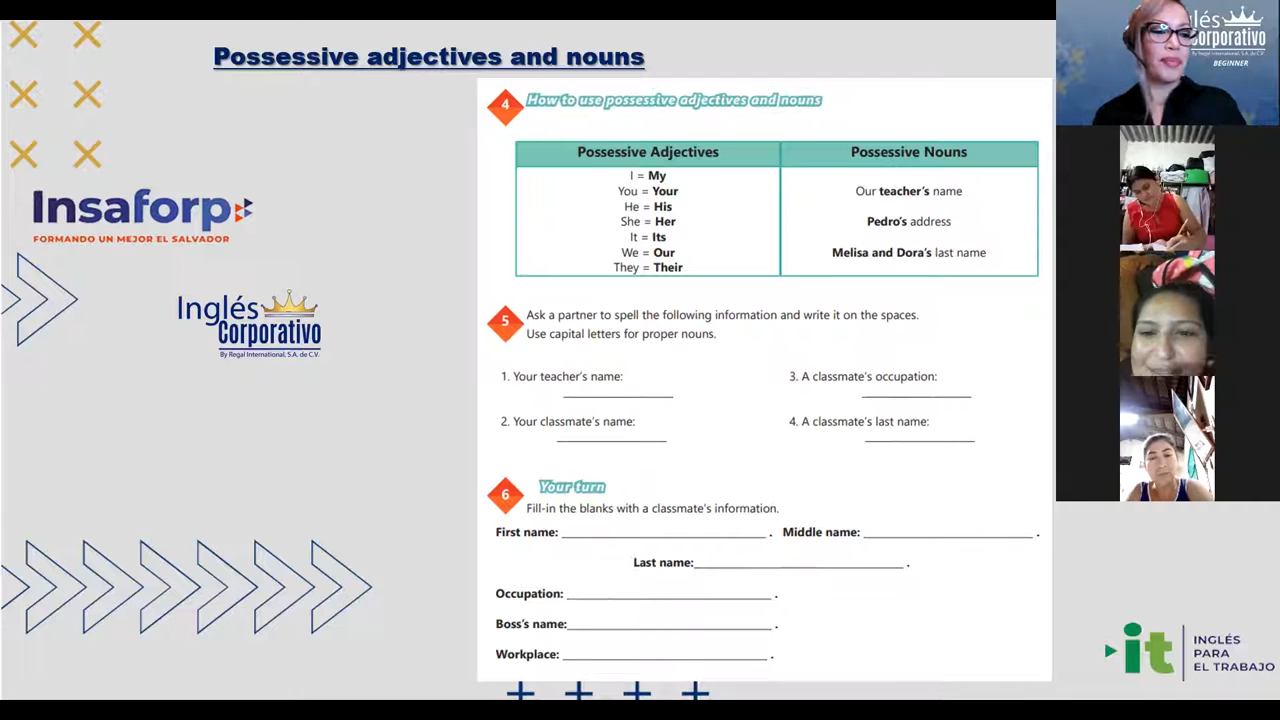 Possessive adjectives and nouns
4 How to use possessive adjectives and nouns
Possessive Adjectives
I = My
You = Your
He = His
She = Her
It = Its
We = Our
They = Their
Possessive Nouns
Our teacher's name
Pedro's address
Melisa and Dora's last name
5 Ask a partner to spell the following information and write it on the spaces.
Use capital letters for proper nouns.
1. Your teacher's name:
2. Your classmate's name:
3. A classmate's occupation:
4. A classmate's last name:
6 Your turn
Fill-in the blanks with a classmate's information.
First name: . Middle name: .
Last name: .
Occupation: .
Boss's name: .
Workplace: .
Insaforp
FORMANDO UN MEJOR EL SALVADOR
Inglés
Corporativo
By Regal International, S.A. de C.V.
lés
Corporativo
By Regal International, S.A. de C.V.
BEGINNER
it
INGLÉS
PARA
EL TRABAJO